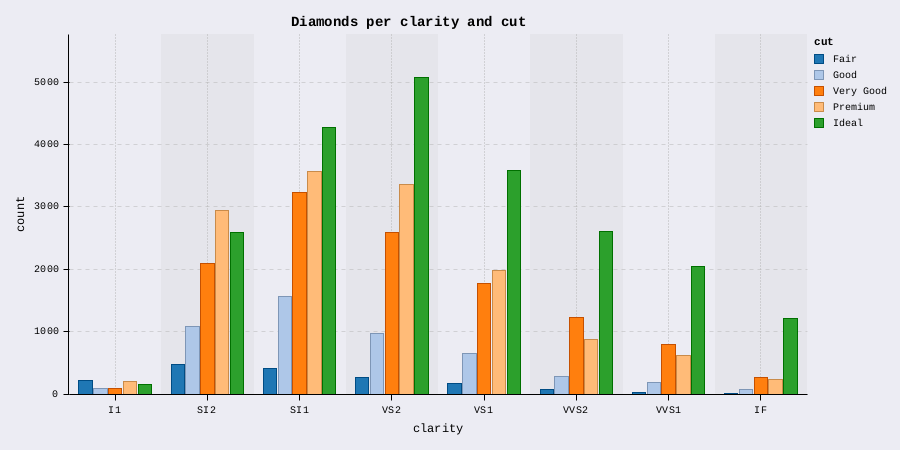 Diamonds per clarity and cut
count
5000
4000
3000
2000
1000
0
I1 SI2 SI1 VS2 VS1 VVS2 VVS1 IF
clarity
cut
Fair
Good
Very Good
Premium
Ideal